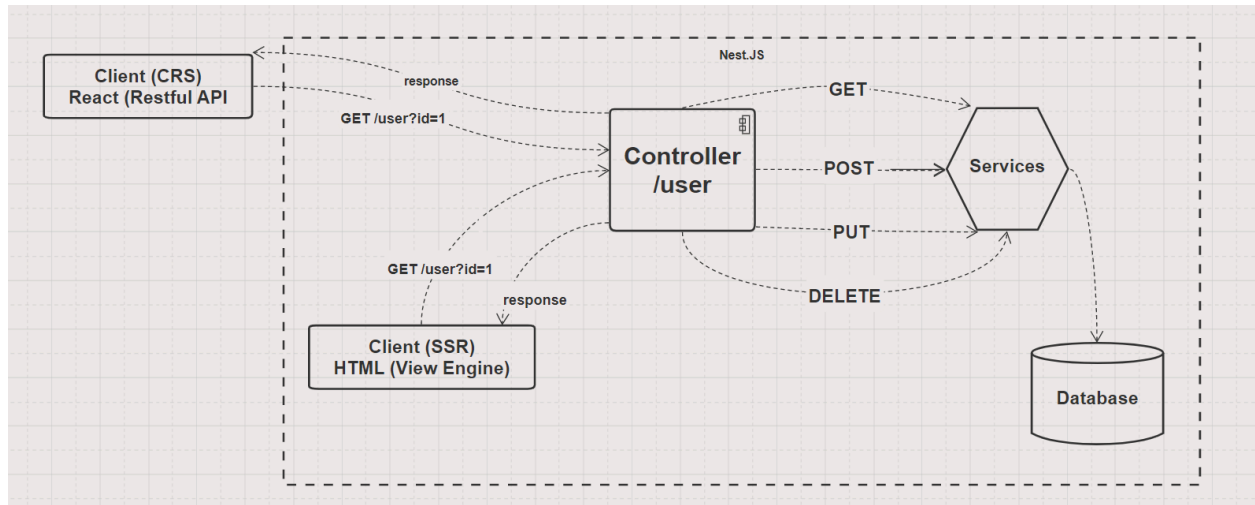 Nest.JS
Client (CRS)
React (Restful API
response
GET /user?id=1
Controller
/user
GET
POST
PUT
DELETE
Services
GET /user?id=1
response
Client (SSR)
HTML (View Engine)
Database